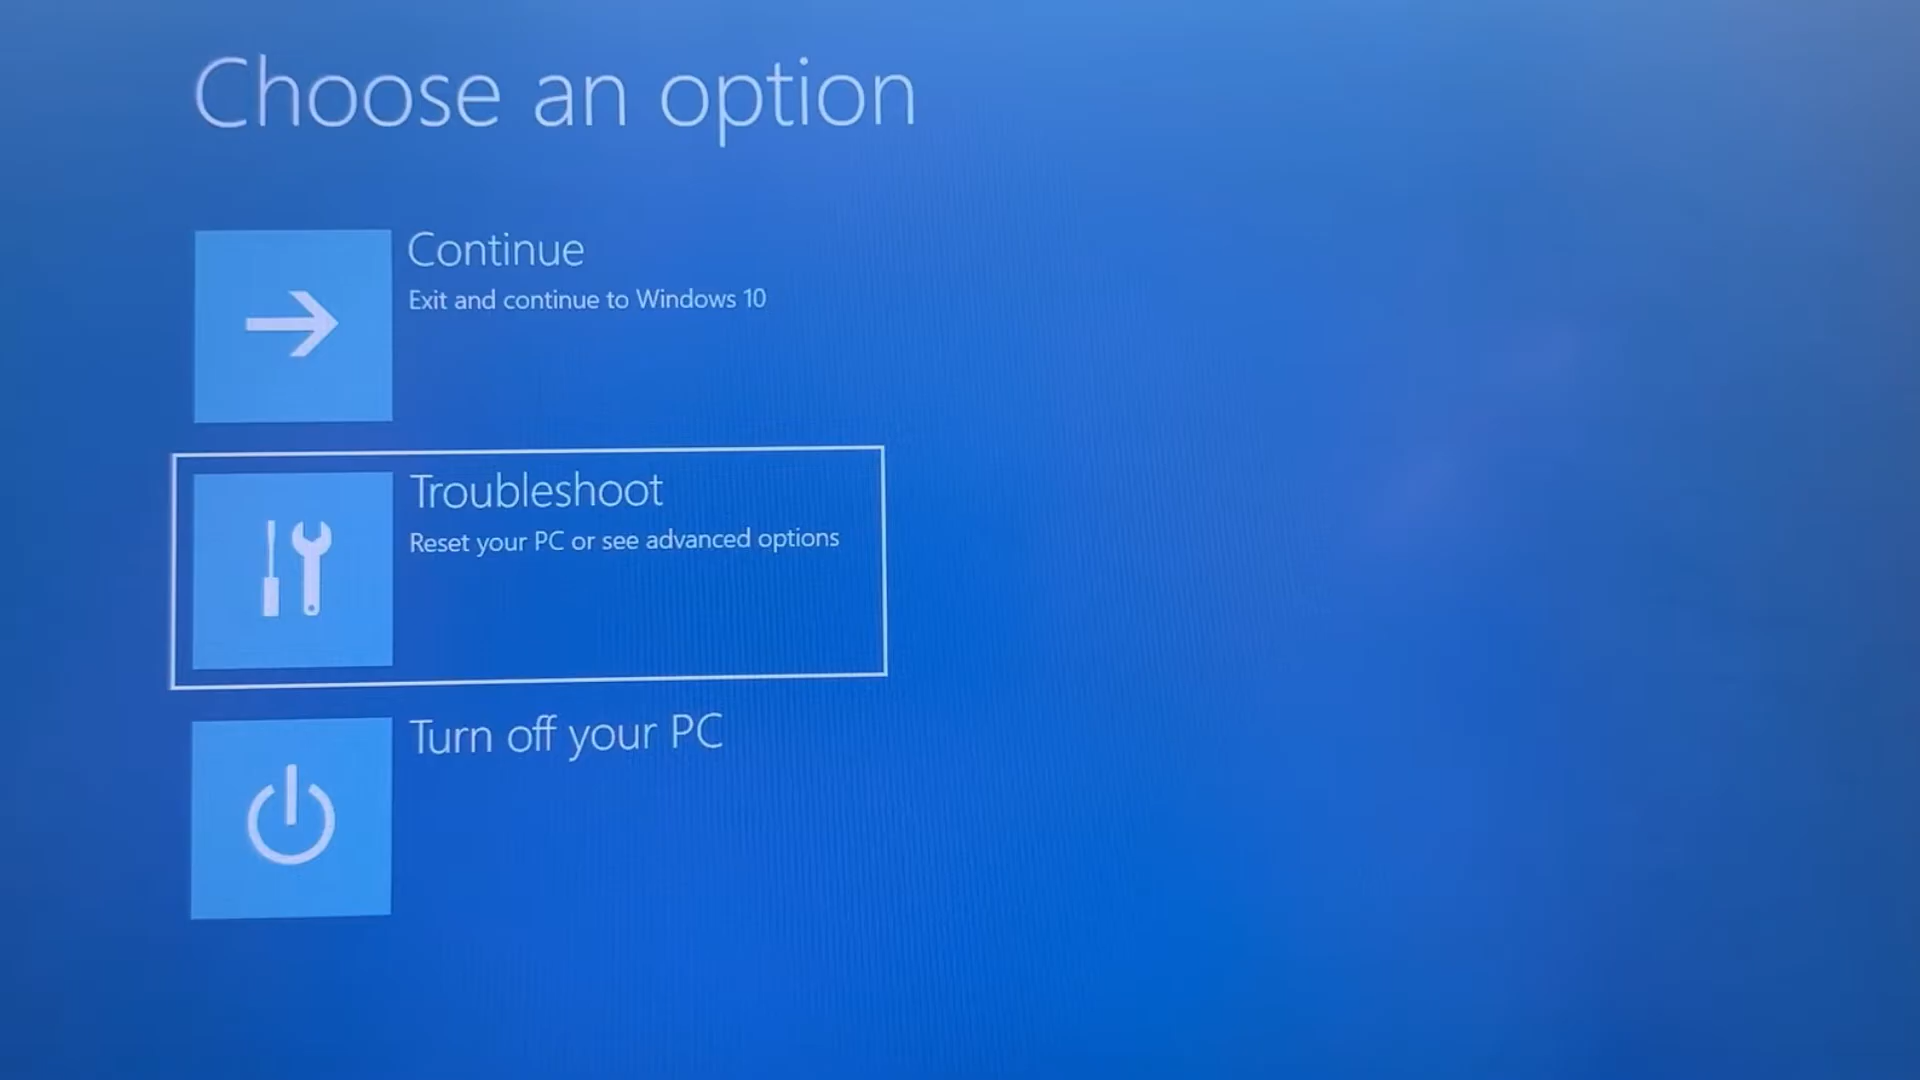 Choose an option
Continue
Exit and continue to Windows 10
Troubleshoot
Reset your PC or see advanced options
Turn off your PC